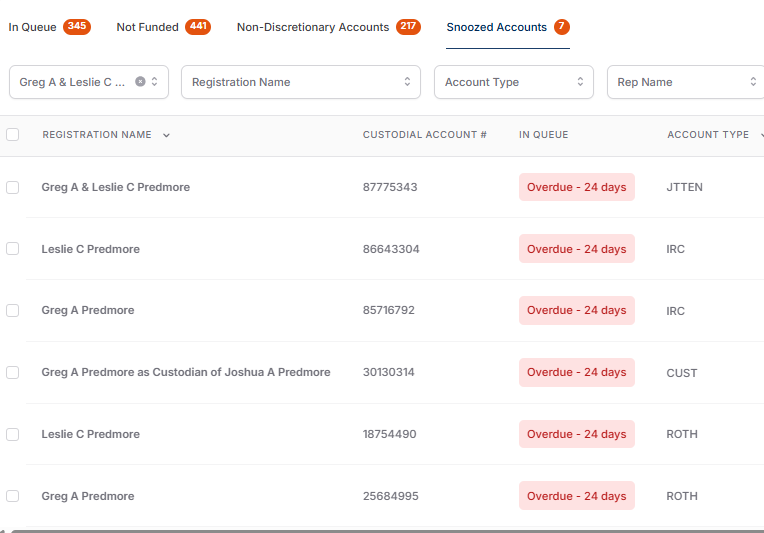 In Queue 345 Not Funded 441 Non-Discretionary Accounts 217 Snoozed Accounts 7
Greg A & Leslie C ... Registration Name Account Type Rep Name
REGISTRATION NAME CUSTODIAL ACCOUNT # IN QUEUE ACCOUNT TYPE
Greg A & Leslie C Predmore 87775343 Overdue - 24 days JTTEN
Leslie C Predmore 86643304 Overdue - 24 days IRC
Greg A Predmore 85716792 Overdue - 24 days IRC
Greg A Predmore as Custodian of Joshua A Predmore 30130314 Overdue - 24 days CUST
Leslie C Predmore 18754490 Overdue - 24 days ROTH
Greg A Predmore 25684995 Overdue - 24 days ROTH